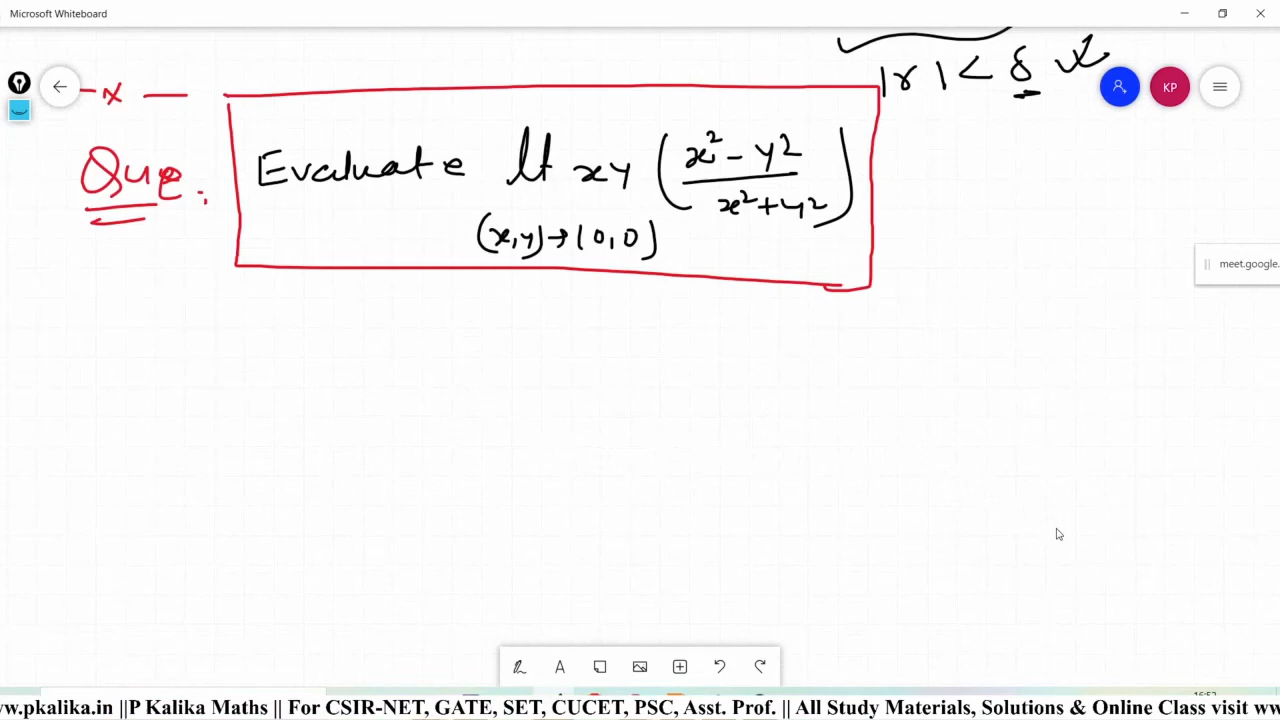 Microsoft Whiteboard
|r| < δ
- x -
KP
Que.
Evaluate lt xy (x² - y² / x² + y²)
(x,y) → (0,0)
meet.google.
A
ww.pkalika.in ||P Kalika Maths || For CSIR-NET, GATE, SET, CUCET, PSC, Asst. Prof. || All Study Materials, Solutions & Online Class visit ww